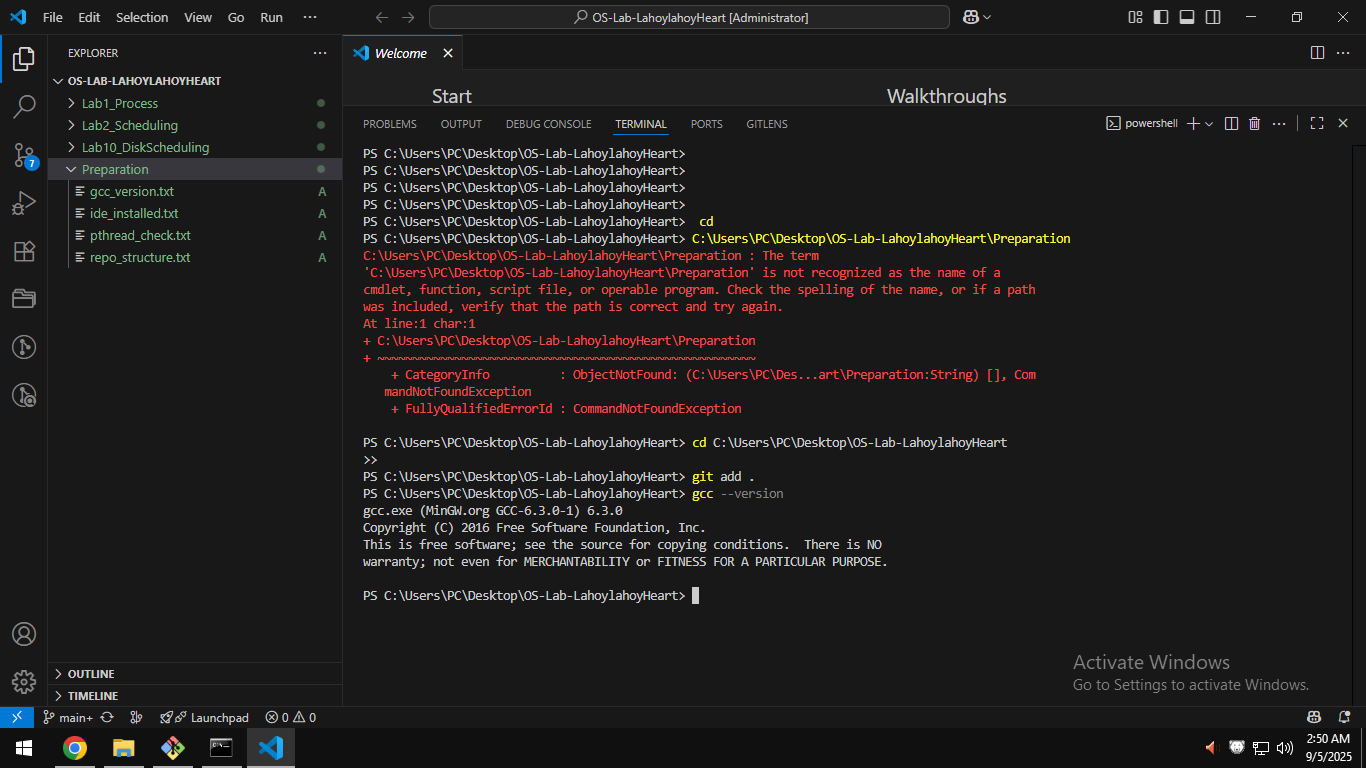 File Edit Selection View Go Run ···
OS-Lab-LahoylahoyHeart [Administrator]
EXPLORER
OS-LAB-LAHOYLAHOYHEART
Lab1_Process
Lab2_Scheduling
Lab10_DiskScheduling
Preparation
gcc_version.txt A
ide_installed.txt A
pthread_check.txt A
repo_structure.txt A
7
OUTLINE
TIMELINE
Welcome
Start Walkthroughs
PROBLEMS OUTPUT DEBUG CONSOLE TERMINAL PORTS GITLENS
powershell
PS C:\Users\PC\Desktop\OS-Lab-LahoylahoyHeart>
PS C:\Users\PC\Desktop\OS-Lab-LahoylahoyHeart>
PS C:\Users\PC\Desktop\OS-Lab-LahoylahoyHeart>
PS C:\Users\PC\Desktop\OS-Lab-LahoylahoyHeart>
PS C:\Users\PC\Desktop\OS-Lab-LahoylahoyHeart>  cd
PS C:\Users\PC\Desktop\OS-Lab-LahoylahoyHeart> C:\Users\PC\Desktop\OS-Lab-LahoylahoyHeart\Preparation
C:\Users\PC\Desktop\OS-Lab-LahoylahoyHeart\Preparation : The term
'C:\Users\PC\Desktop\OS-Lab-LahoylahoyHeart\Preparation' is not recognized as the name of a
cmdlet, function, script file, or operable program. Check the spelling of the name, or if a path
was included, verify that the path is correct and try again.
At line:1 char:1
+ C:\Users\PC\Desktop\OS-Lab-LahoylahoyHeart\Preparation
+ ~~~~~~~~~~~~~~~~~~~~~~~~~~~~~~~~~~~~~~~~~~~~~~~~~~~~~~
+ CategoryInfo          : ObjectNotFound: (C:\Users\PC\Des...art\Preparation:String) [], Com
mandNotFoundException
+ FullyQualifiedErrorId : CommandNotFoundException
PS C:\Users\PC\Desktop\OS-Lab-LahoylahoyHeart> cd C:\Users\PC\Desktop\OS-Lab-LahoylahoyHeart
>>
PS C:\Users\PC\Desktop\OS-Lab-LahoylahoyHeart> git add .
PS C:\Users\PC\Desktop\OS-Lab-LahoylahoyHeart> gcc --version
gcc.exe (MinGW.org GCC-6.3.0-1) 6.3.0
Copyright (C) 2016 Free Software Foundation, Inc.
This is free software; see the source for copying conditions.  There is NO
warranty; not even for MERCHANTABILITY or FITNESS FOR A PARTICULAR PURPOSE.
PS C:\Users\PC\Desktop\OS-Lab-LahoylahoyHeart>
Activate Windows
Go to Settings to activate Windows.
main+ Launchpad 0 0
2:50 AM
9/5/2025